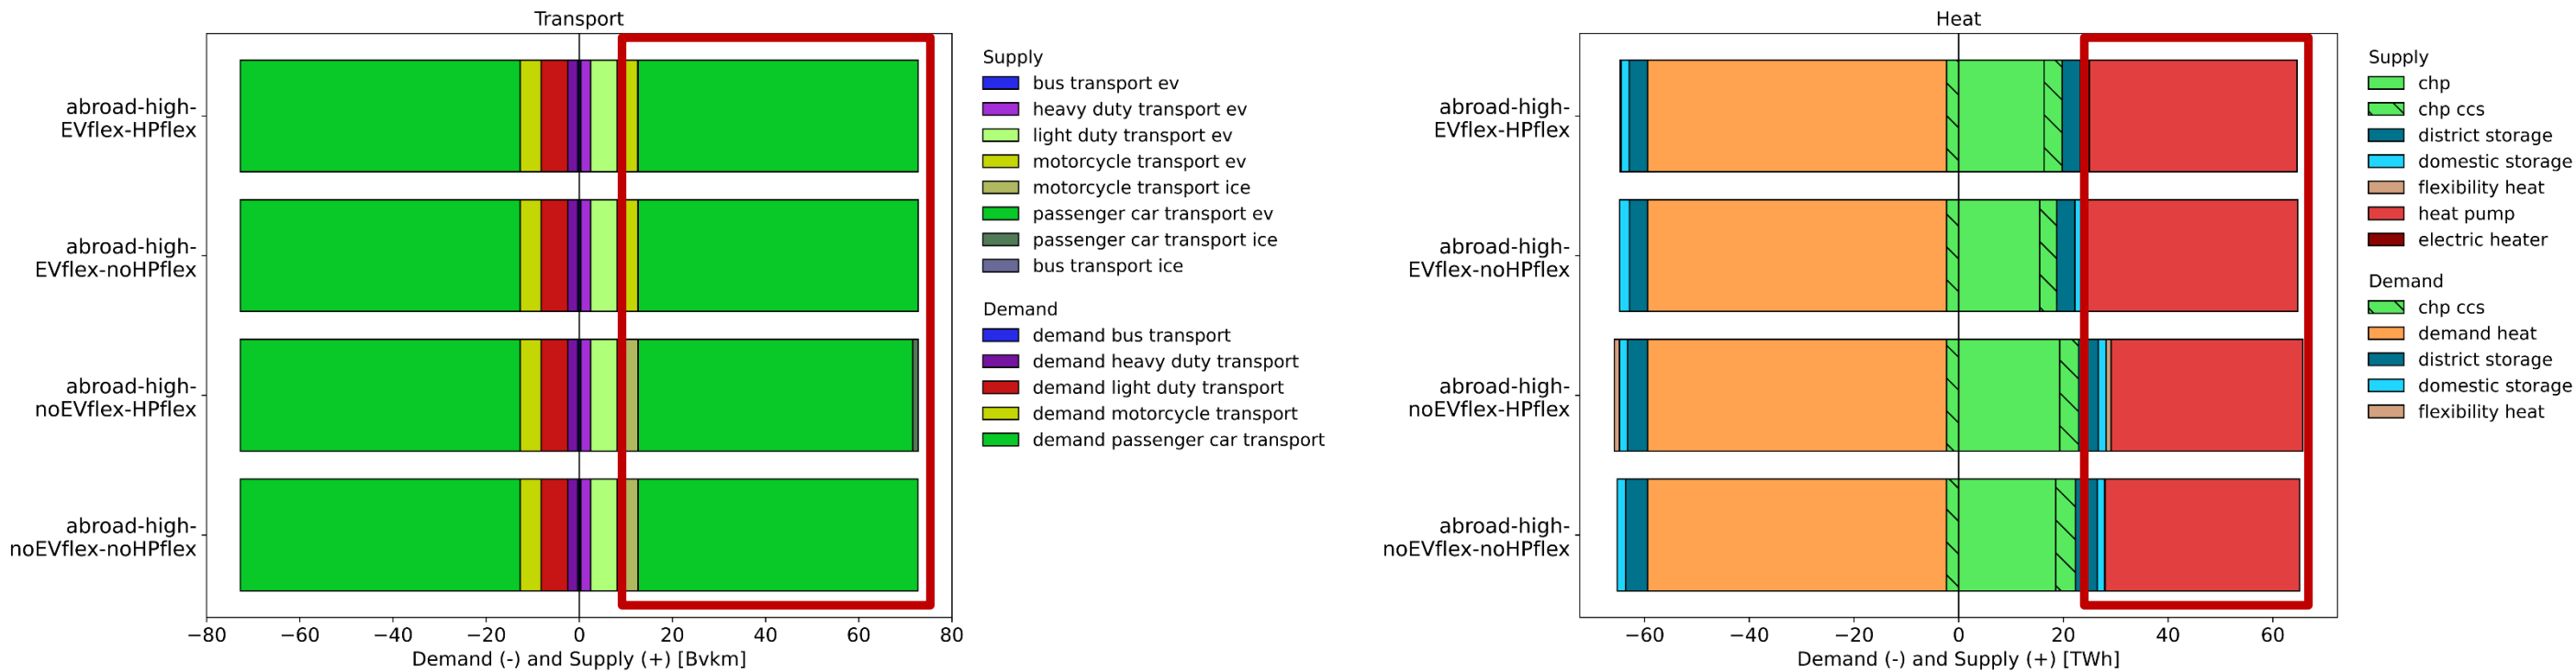 Transport
abroad-high-
EVflex-HPflex
abroad-high-
EVflex-noHPflex
abroad-high-
noEVflex-HPflex
abroad-high-
noEVflex-noHPflex
−80 −60 −40 −20 0 20 40 60 80
Demand (-) and Supply (+) [Bvkm]
Supply
bus transport ev
heavy duty transport ev
light duty transport ev
motorcycle transport ev
motorcycle transport ice
passenger car transport ev
passenger car transport ice
bus transport ice
Demand
demand bus transport
demand heavy duty transport
demand light duty transport
demand motorcycle transport
demand passenger car transport
Heat
abroad-high-
EVflex-HPflex
abroad-high-
EVflex-noHPflex
abroad-high-
noEVflex-HPflex
abroad-high-
noEVflex-noHPflex
−60 −40 −20 0 20 40 60
Demand (-) and Supply (+) [TWh]
Supply
chp
chp ccs
district storage
domestic storage
flexibility heat
heat pump
electric heater
Demand
chp ccs
demand heat
district storage
domestic storage
flexibility heat